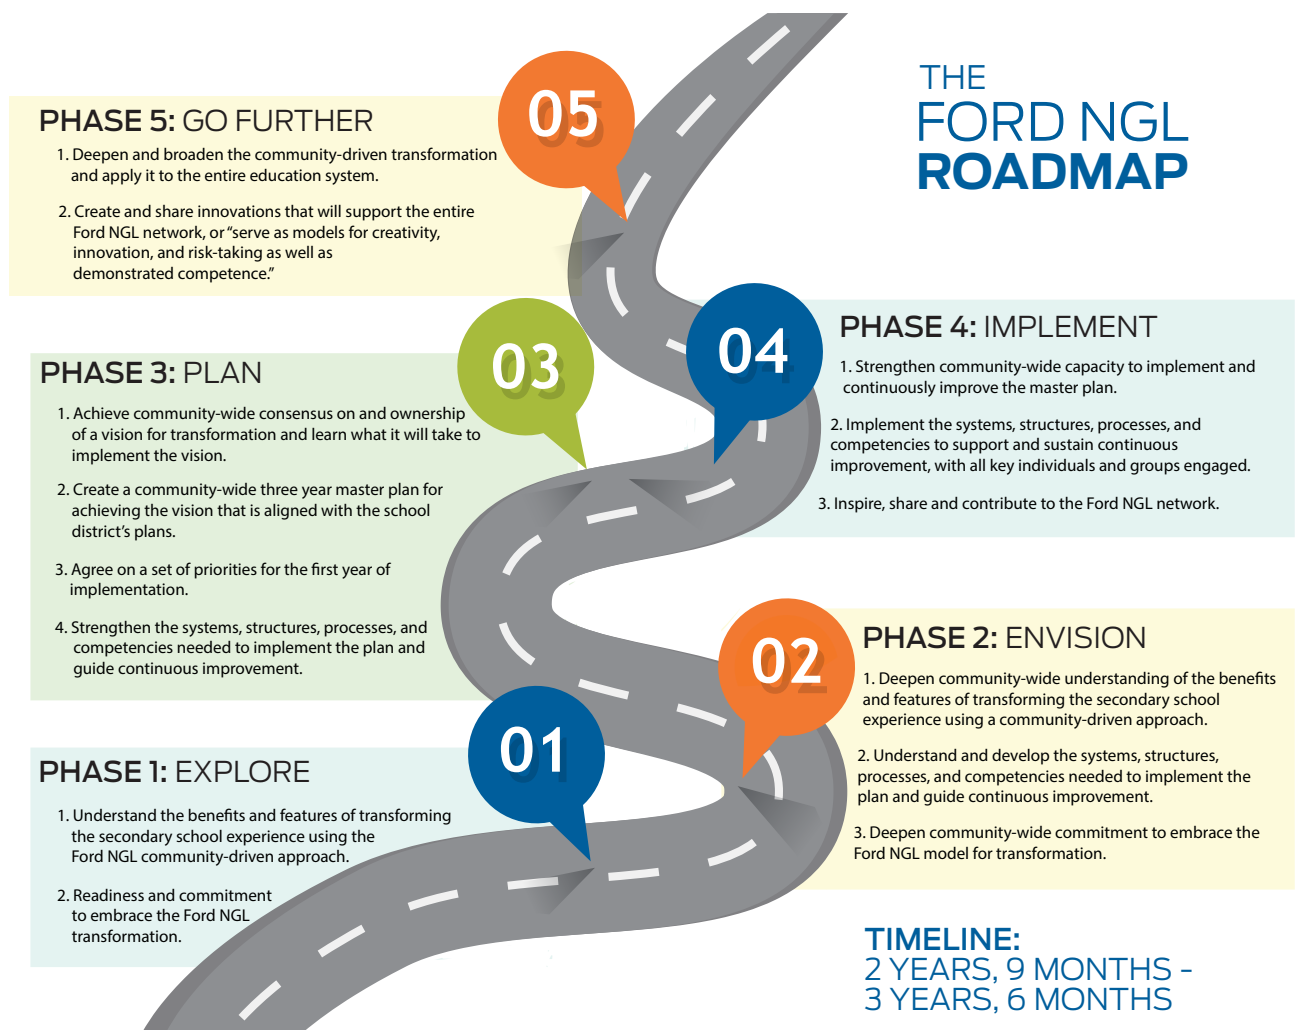 THE
FORD NGL
ROADMAP
05
PHASE 5: GO FURTHER
1. Deepen and broaden the community-driven transformation
and apply it to the entire education system.
2. Create and share innovations that will support the entire
Ford NGL network, or “serve as models for creativity,
innovation, and risk-taking as well as
demonstrated competence.”
04
PHASE 4: IMPLEMENT
1. Strengthen community-wide capacity to implement and
continuously improve the master plan.
2. Implement the systems, structures, processes, and
competencies to support and sustain continuous
improvement, with all key individuals and groups engaged.
3. Inspire, share and contribute to the Ford NGL network.
03
PHASE 3: PLAN
1. Achieve community-wide consensus on and ownership
of a vision for transformation and learn what it will take to
implement the vision.
2. Create a community-wide three year master plan for
achieving the vision that is aligned with the school
district’s plans.
3. Agree on a set of priorities for the first year of
implementation.
4. Strengthen the systems, structures, processes, and
competencies needed to implement the plan and
guide continuous improvement.
02
PHASE 2: ENVISION
1. Deepen community-wide understanding of the benefits
and features of transforming the secondary school
experience using a community-driven approach.
2. Understand and develop the systems, structures,
processes, and competencies needed to implement the
plan and guide continuous improvement.
3. Deepen community-wide commitment to embrace the
Ford NGL model for transformation.
01
PHASE 1: EXPLORE
1. Understand the benefits and features of transforming
the secondary school experience using the
Ford NGL community-driven approach.
2. Readiness and commitment
to embrace the Ford NGL
transformation.
TIMELINE:
2 YEARS, 9 MONTHS -
3 YEARS, 6 MONTHS